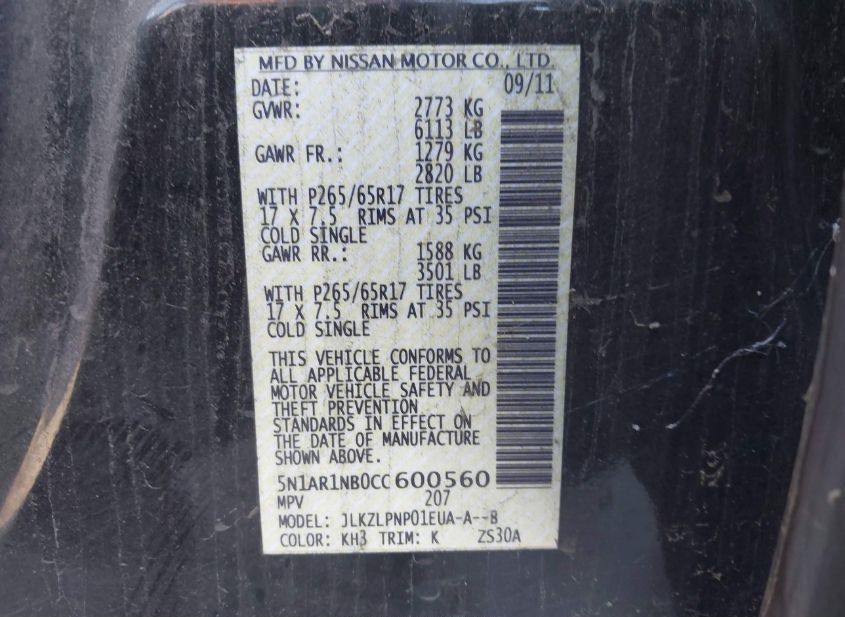 MFD BY NISSAN MOTOR CO., LTD.
DATE: 09/11
GVWR: 2773 KG
6113 LB
GAWR FR.: 1279 KG
2820 LB
WITH P265/65R17 TIRES
17 X 7.5 RIMS AT 35 PSI
COLD SINGLE
GAWR RR.: 1588 KG
3501 LB
WITH P265/65R17 TIRES
17 X 7.5 RIMS AT 35 PSI
COLD SINGLE
THIS VEHICLE CONFORMS TO
ALL APPLICABLE FEDERAL
MOTOR VEHICLE SAFETY AND
THEFT PREVENTION
STANDARDS IN EFFECT ON
THE DATE OF MANUFACTURE
SHOWN ABOVE.
5N1AR1NB0CC600560
MPV 207
MODEL: JLKZLPNP01EUA-A--B
COLOR: KH3 TRIM: K ZS30A